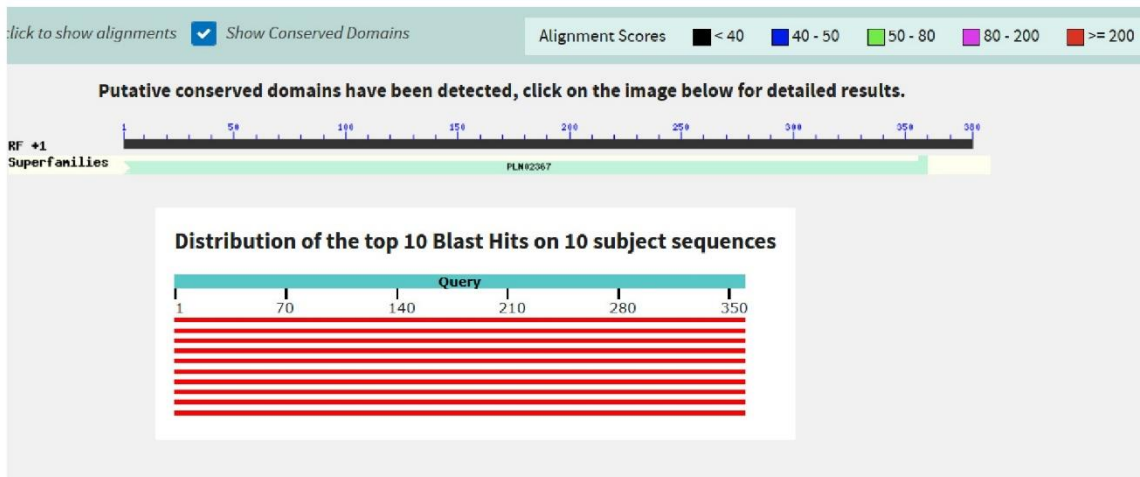 click to show alignments Show Conserved Domains Alignment Scores < 40 40 - 50 50 - 80 80 - 200 >= 200
Putative conserved domains have been detected, click on the image below for detailed results.
1 50 100 150 200 250 300 350 380
RF +1
Superfamilies PLN02367
Distribution of the top 10 Blast Hits on 10 subject sequences
Query
1 70 140 210 280 350